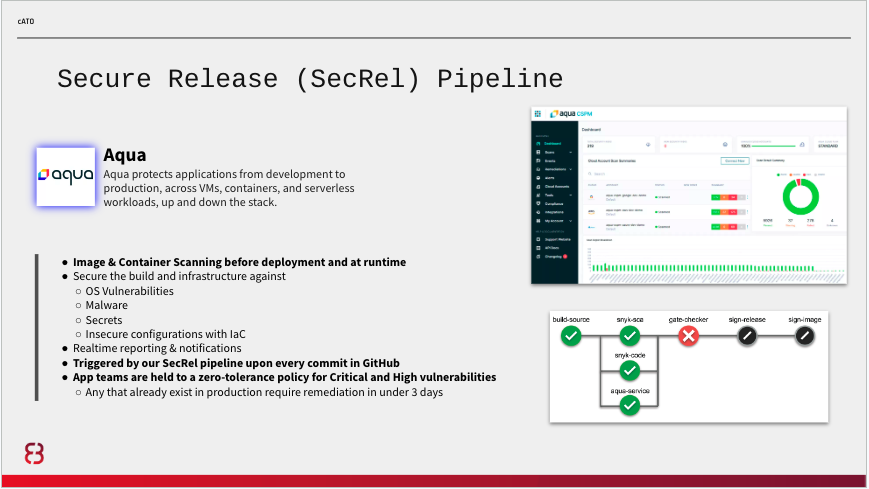 cATO
Secure Release (SecRel) Pipeline
aqua
Aqua
Aqua protects applications from development to
production, across VMs, containers, and serverless
workloads, up and down the stack.
● Image & Container Scanning before deployment and at runtime
● Secure the build and infrastructure against
○ OS Vulnerabilities
○ Malware
○ Secrets
○ Insecure configurations with IaC
● Realtime reporting & notifications
● Triggered by our SecRel pipeline upon every commit in GitHub
● App teams are held to a zero-tolerance policy for Critical and High vulnerabilities
○ Any that already exist in production require remediation in under 3 days
aqua CSPM
Dashboard
Dashboard
build-source
snyk-sca
gate-checker
sign-release
sign-image
snyk-code
aqua-service